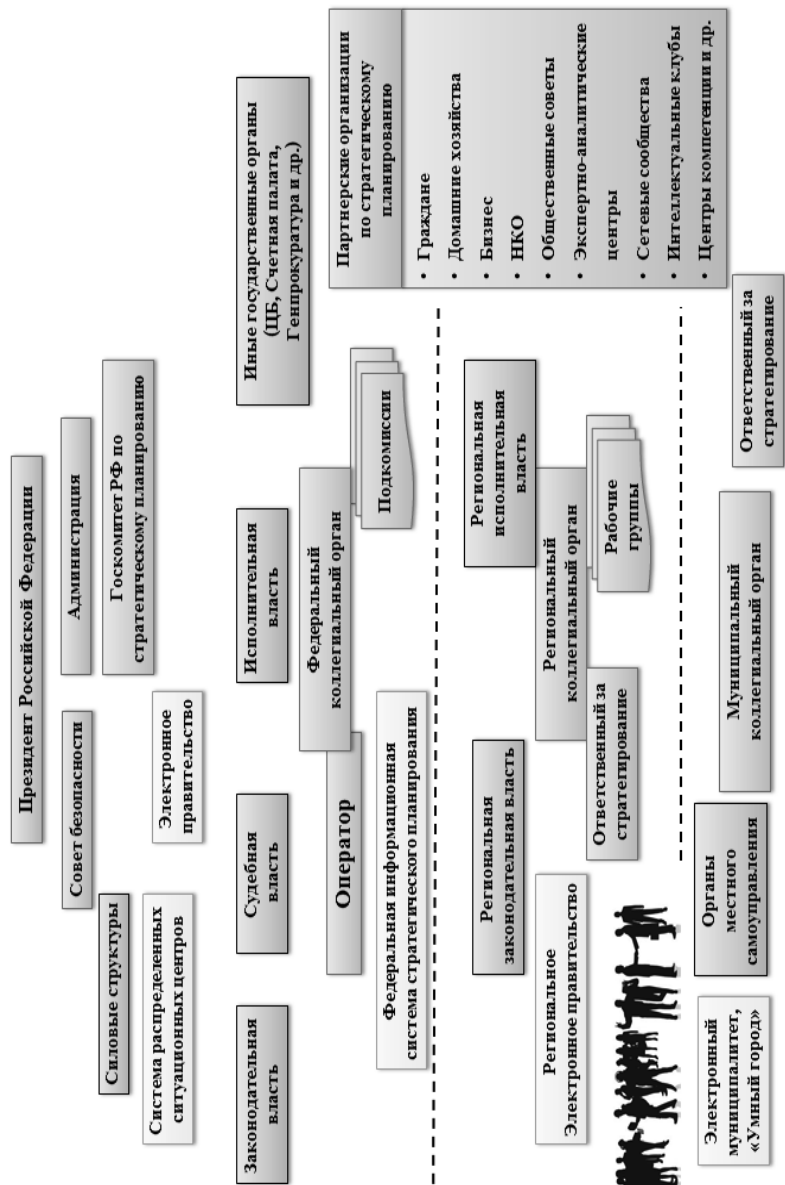 Президент Российской Федерации
Совет безопасности
Администрация
Силовые структуры
Госкомитет РФ по
стратегическому планированию
Система распределенных
ситуационных центров
Электронное
правительство
Законодательная
власть
Судебная
власть
Исполнительная
власть
Иные государственные органы
(ЦБ, Счетная палата,
Генпрокуратура и др.)
Оператор
Федеральный
коллегиальный орган
Подкомиссии
Федеральная информационная
система стратегического планирования
Партнерские организации
по стратегическому
планированию
• Граждане
• Домашние хозяйства
• Бизнес
• НКО
• Общественные советы
• Экспертно-аналитические
центры
• Сетевые сообщества
• Интеллектуальные клубы
• Центры компетенции и др.
Региональная
законодательная власть
Региональная
исполнительная
власть
Региональное
Электронное правительство
Региональный
коллегиальный орган
Ответственный за
стратегирование
Рабочие
группы
Электронный
муниципалитет,
«Умный город»
Органы
местного
самоуправления
Муниципальный
коллегиальный орган
Ответственный за
стратегирование